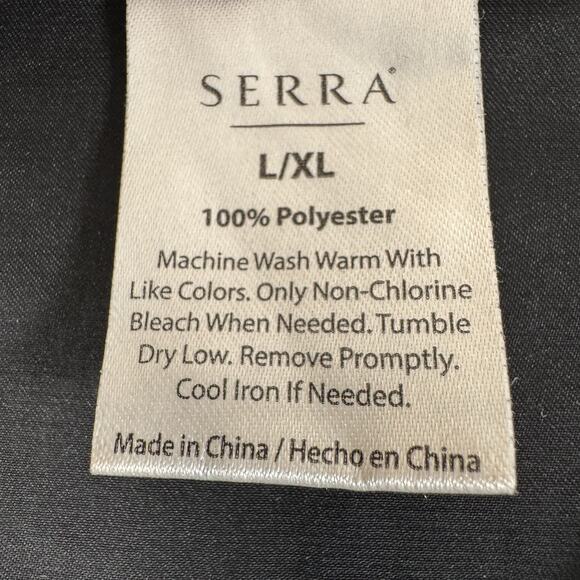 SERRA®
L/XL
100% Polyester
Machine Wash Warm With
Like Colors. Only Non-Chlorine
Bleach When Needed. Tumble
Dry Low. Remove Promptly.
Cool Iron If Needed.
Made in China / Hecho en China